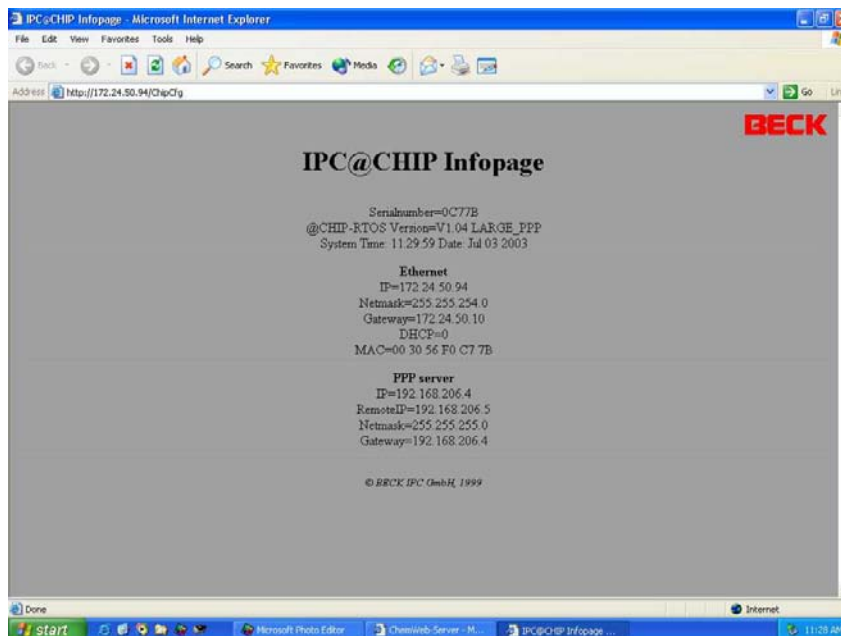 IPC@CHIP Infopage - Microsoft Internet Explorer
File Edit View Favorites Tools Help
Back Search Favorites Media
Address http://172.24.50.94/ChipCfg Go
BECK
IPC@CHIP Infopage
Serialnumber=0C77B
@CHIP-RTOS Version=V1.04 LARGE_PPP
System Time: 11:29:59 Date: Jul 03 2003
Ethernet
IP=172.24.50.94
Netmask=255.255.254.0
Gateway=172.24.50.10
DHCP=0
MAC=00 30 56 F0 C7 7B
PPP server
IP=192.168.206.4
RemoteIP=192.168.206.5
Netmask=255.255.255.0
Gateway=192.168.206.4
© BECK IPC GmbH, 1999
Done Internet
start Microsoft Photo Editor ChemWeb-Server - M... IPC@CHIP Infopage ... 11:28 AM